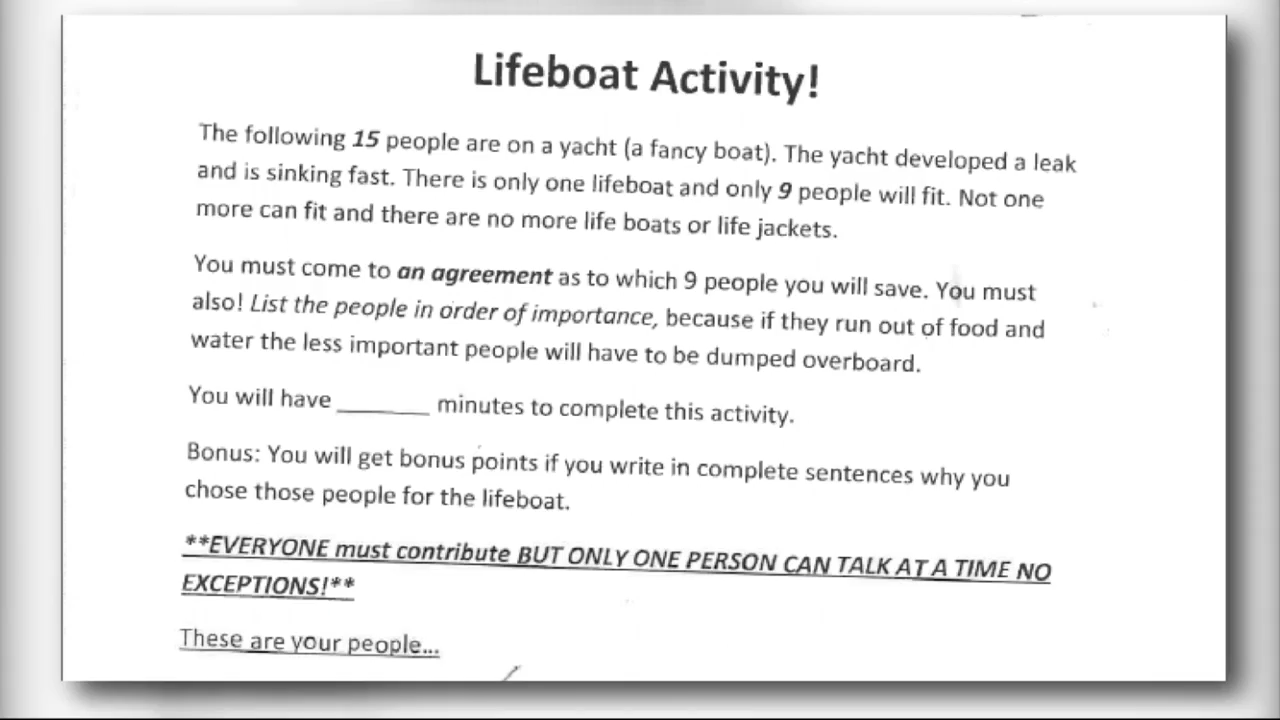 Lifeboat Activity!
The following 15 people are on a yacht (a fancy boat). The yacht developed a leak
and is sinking fast. There is only one lifeboat and only 9 people will fit. Not one
more can fit and there are no more life boats or life jackets.
You must come to an agreement as to which 9 people you will save. You must
also! List the people in order of importance, because if they run out of food and
water the less important people will have to be dumped overboard.
You will have _______ minutes to complete this activity.
Bonus: You will get bonus points if you write in complete sentences why you
chose those people for the lifeboat.
**EVERYONE must contribute BUT ONLY ONE PERSON CAN TALK AT A TIME NO
EXCEPTIONS!**
These are your people...